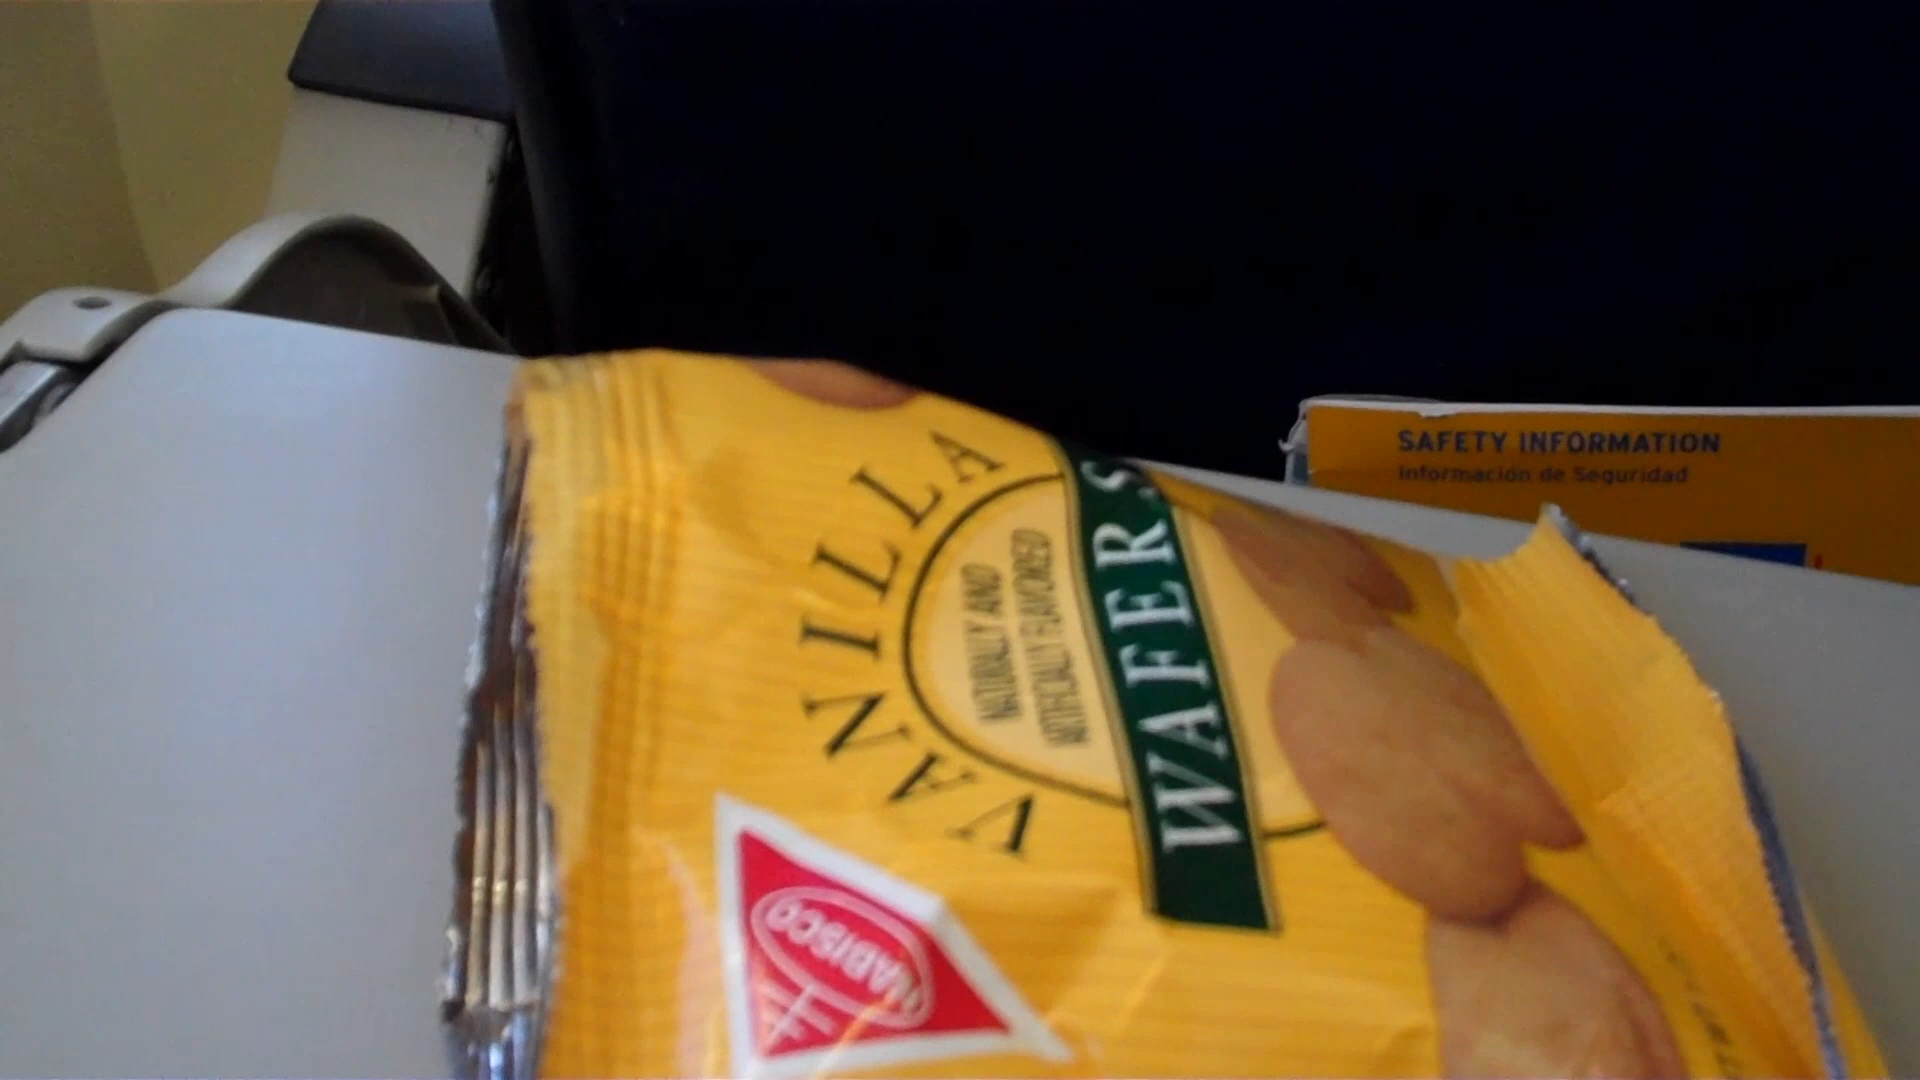 VANILLA
NATURALLY AND
ARTIFICIALLY FLAVORED
WAFERS
NABISCO
SAFETY INFORMATION
Información de Seguridad